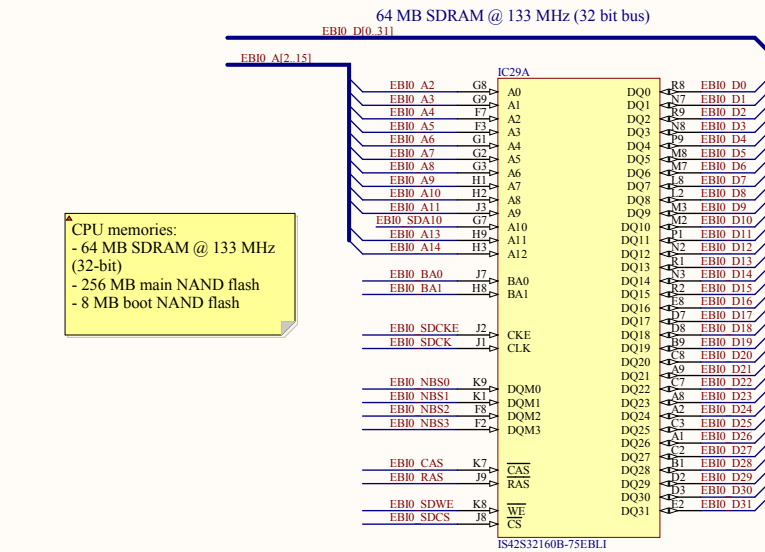 64 MB SDRAM @ 133 MHz (32 bit bus)
EBI0_D[0..31]
EBI0_A[2..15]
IC29A
EBI0_A2 G8 A0 DQ0 R8 EBI0_D0
EBI0_A3 G9 A1 DQ1 N7 EBI0_D1
EBI0_A4 F7 A2 DQ2 R9 EBI0_D2
EBI0_A5 F3 A3 DQ3 N8 EBI0_D3
EBI0_A6 G1 A4 DQ4 P9 EBI0_D4
EBI0_A7 G2 A5 DQ5 M8 EBI0_D5
EBI0_A8 G3 A6 DQ6 M7 EBI0_D6
EBI0_A9 H1 A7 DQ7 L8 EBI0_D7
EBI0_A10 H2 A8 DQ8 L2 EBI0_D8
EBI0_A11 J3 A9 DQ9 M3 EBI0_D9
EBI0_SDA10 G7 A10 DQ10 M2 EBI0_D10
EBI0_A13 H9 A11 DQ11 P1 EBI0_D11
EBI0_A14 H3 A12 DQ12 N2 EBI0_D12
DQ13 R1 EBI0_D13
EBI0_BA0 J7 BA0 DQ14 N3 EBI0_D14
EBI0_BA1 H8 BA1 DQ15 R2 EBI0_D15
DQ16 E8 EBI0_D16
DQ17 D7 EBI0_D17
EBI0_SDCKE J2 CKE DQ18 D8 EBI0_D18
EBI0_SDCK J1 CLK DQ19 B9 EBI0_D19
DQ20 C8 EBI0_D20
DQ21 A9 EBI0_D21
EBI0_NBS0 K9 DQM0 DQ22 C7 EBI0_D22
EBI0_NBS1 K1 DQM1 DQ23 A8 EBI0_D23
EBI0_NBS2 F8 DQM2 DQ24 A2 EBI0_D24
EBI0_NBS3 F2 DQM3 DQ25 C3 EBI0_D25
DQ26 A1 EBI0_D26
DQ27 C2 EBI0_D27
EBI0_CAS K7 CAS DQ28 B1 EBI0_D28
EBI0_RAS J9 RAS DQ29 D2 EBI0_D29
DQ30 D3 EBI0_D30
EBI0_SDWE K8 WE DQ31 E2 EBI0_D31
EBI0_SDCS J8 CS
IS42S32160B-75EBLI
CPU memories:
- 64 MB SDRAM @ 133 MHz
(32-bit)
- 256 MB main NAND flash
- 8 MB boot NAND flash